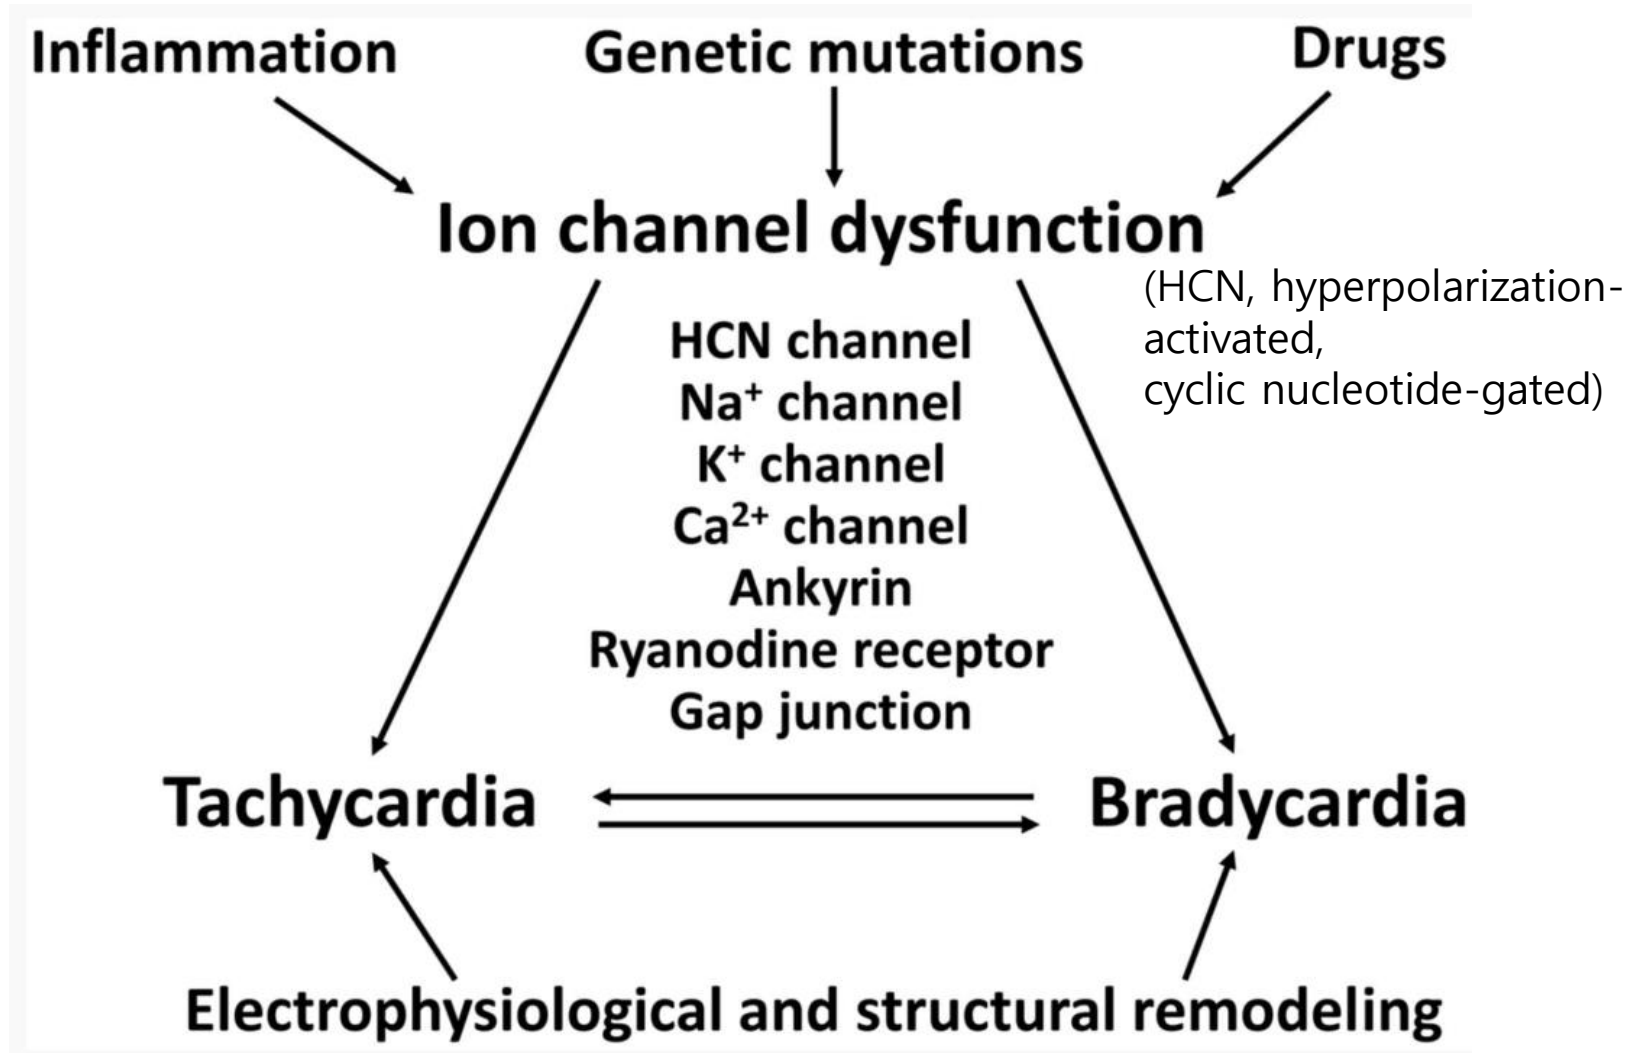 Inflammation
Genetic mutations
Drugs
Ion channel dysfunction
(HCN, hyperpolarization-
activated,
cyclic nucleotide-gated)
HCN channel
Na⁺ channel
K⁺ channel
Ca²⁺ channel
Ankyrin
Ryanodine receptor
Gap junction
Tachycardia
Bradycardia
Electrophysiological and structural remodeling